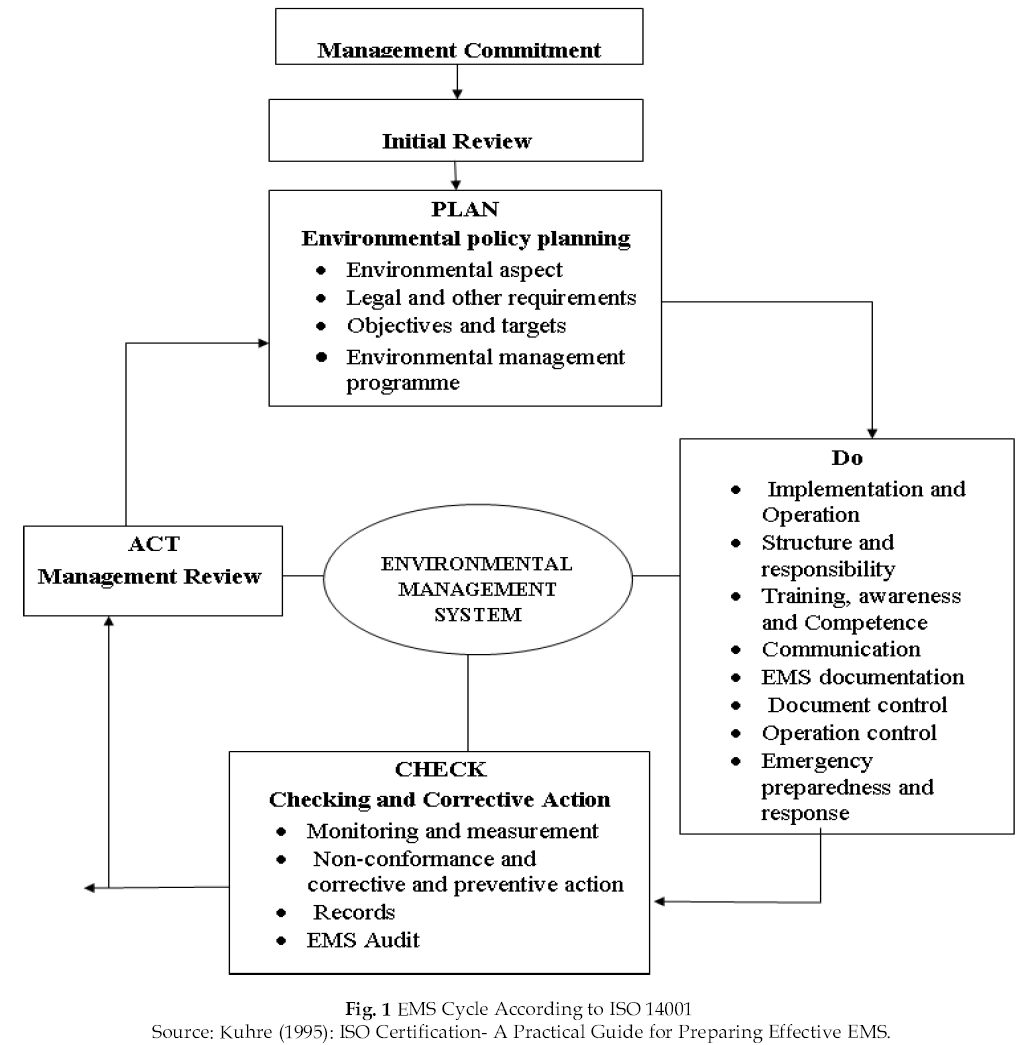 Management Commitment
Initial Review
PLAN
Environmental policy planning
• Environmental aspect
• Legal and other requirements
• Objectives and targets
• Environmental management
programme
Do
• Implementation and
Operation
• Structure and
responsibility
• Training, awareness
and Competence
• Communication
• EMS documentation
• Document control
• Operation control
• Emergency
preparedness and
response
ACT
Management Review
ENVIRONMENTAL
MANAGEMENT
SYSTEM
CHECK
Checking and Corrective Action
• Monitoring and measurement
• Non-conformance and
corrective and preventive action
• Records
• EMS Audit
Fig. 1 EMS Cycle According to ISO 14001
Source: Kuhre (1995): ISO Certification- A Practical Guide for Preparing Effective EMS.